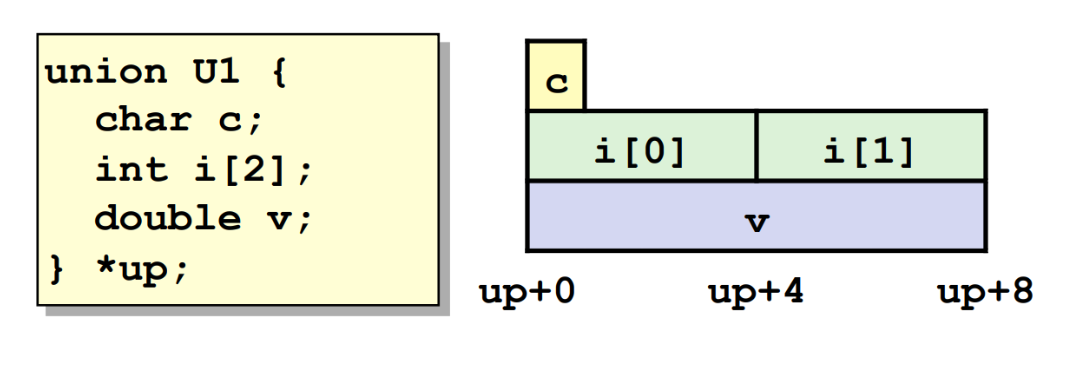 union U1 {
  char c;
  int i[2];
  double v;
} *up;
c
i[0] i[1]
v
up+0 up+4 up+8